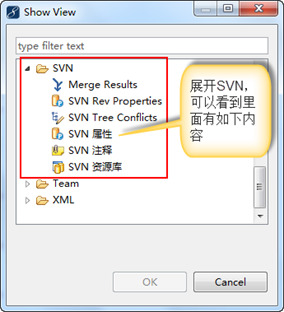 Show View
type filter text
SVN
Merge Results
SVN Rev Properties
SVN Tree Conflicts
SVN 属性
SVN 注释
SVN 资源库
Team
XML
展开SVN,
可以看到里
面有如下内
容
OK
Cancel